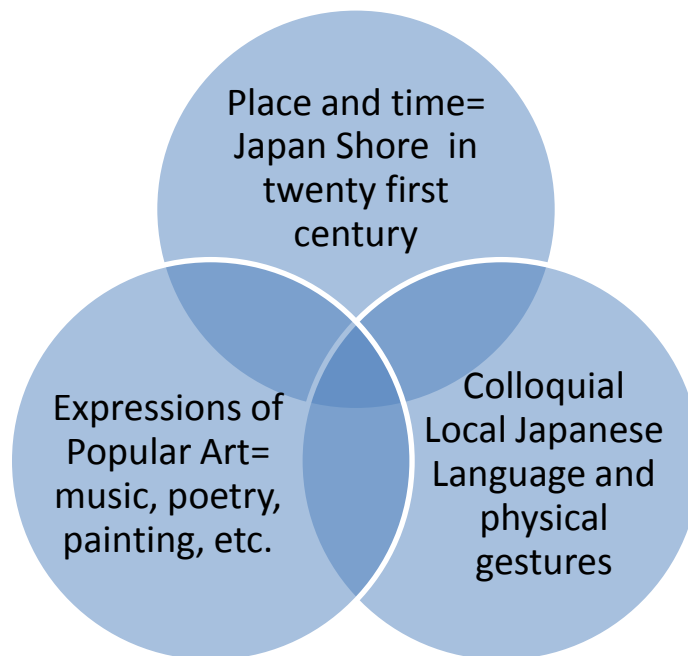 Place and time=
Japan Shore in
twenty first
century
Expressions of
Popular Art=
music, poetry,
painting, etc.
Colloquial
Local Japanese
Language and
physical
gestures